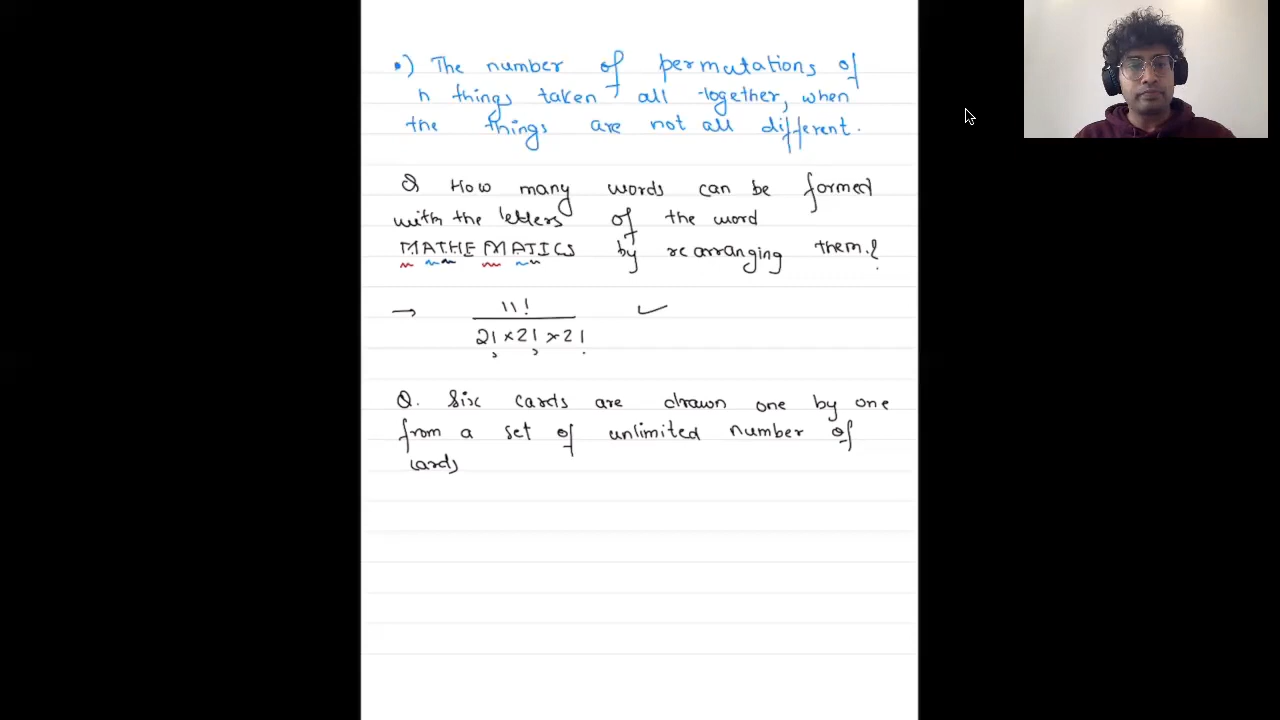 •) The number of permutations of
n things taken all together, when
the things are not all different.
Q How many words can be formed
with the letters of the word
MATHEMATICS by rearranging them?
→ 11! / 2! × 2! × 2! ✓
Q. Six cards are drawn one by one
from a set of unlimited number of
cards